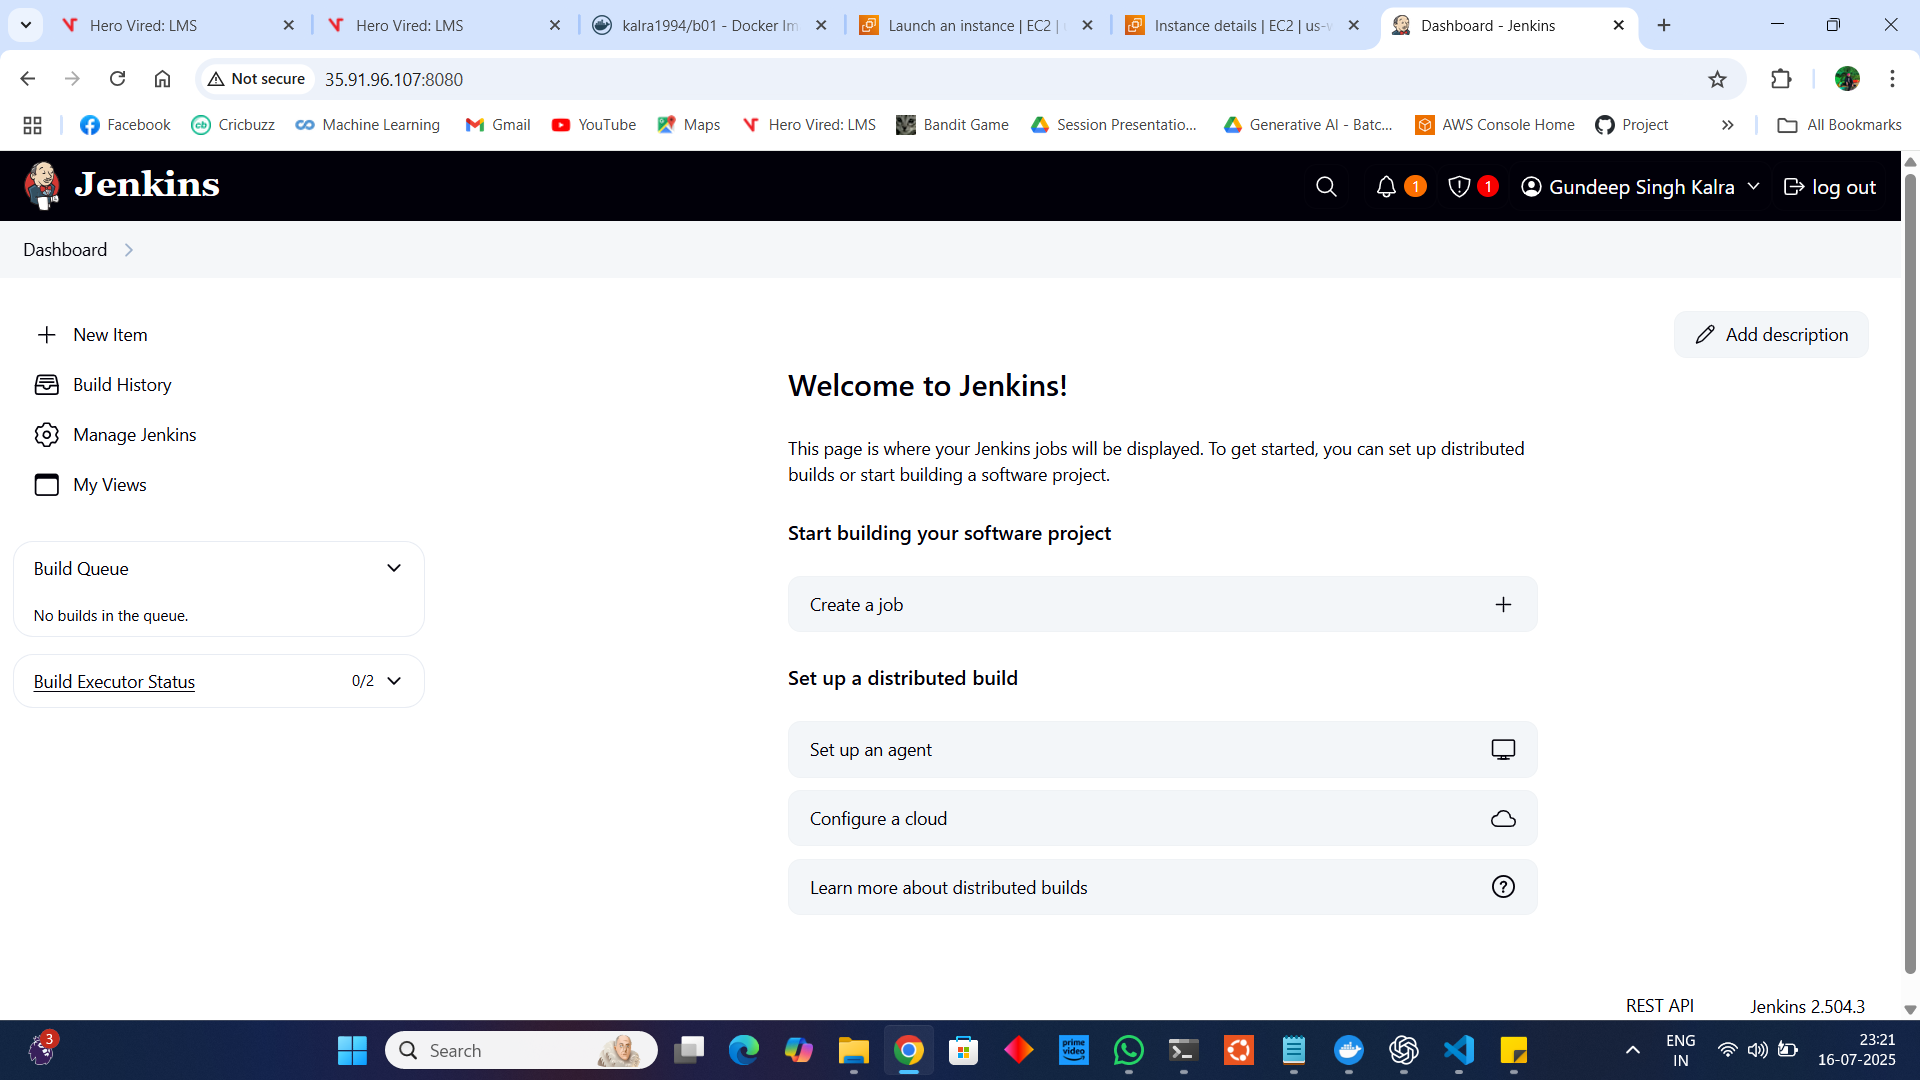 Hero Vired: LMS
Hero Vired: LMS
kalra1994/b01 - Docker Im
Launch an instance | EC2 |
Instance details | EC2 | us-w
Dashboard - Jenkins
Not secure
35.91.96.107:8080
Facebook
Cricbuzz
Machine Learning
Gmail
YouTube
Maps
Hero Vired: LMS
Bandit Game
Session Presentatio...
Generative AI - Batc...
AWS Console Home
Project
All Bookmarks
Jenkins
1
1
Gundeep Singh Kalra
log out
Dashboard
New Item
Build History
Manage Jenkins
My Views
Add description
Welcome to Jenkins!
This page is where your Jenkins jobs will be displayed. To get started, you can set up distributed
builds or start building a software project.
Start building your software project
Create a job
Build Queue
No builds in the queue.
Build Executor Status
0/2
Set up a distributed build
Set up an agent
Configure a cloud
Learn more about distributed builds
REST API
Jenkins 2.504.3
3
Search
prime video
ENG
IN
23:21
16-07-2025